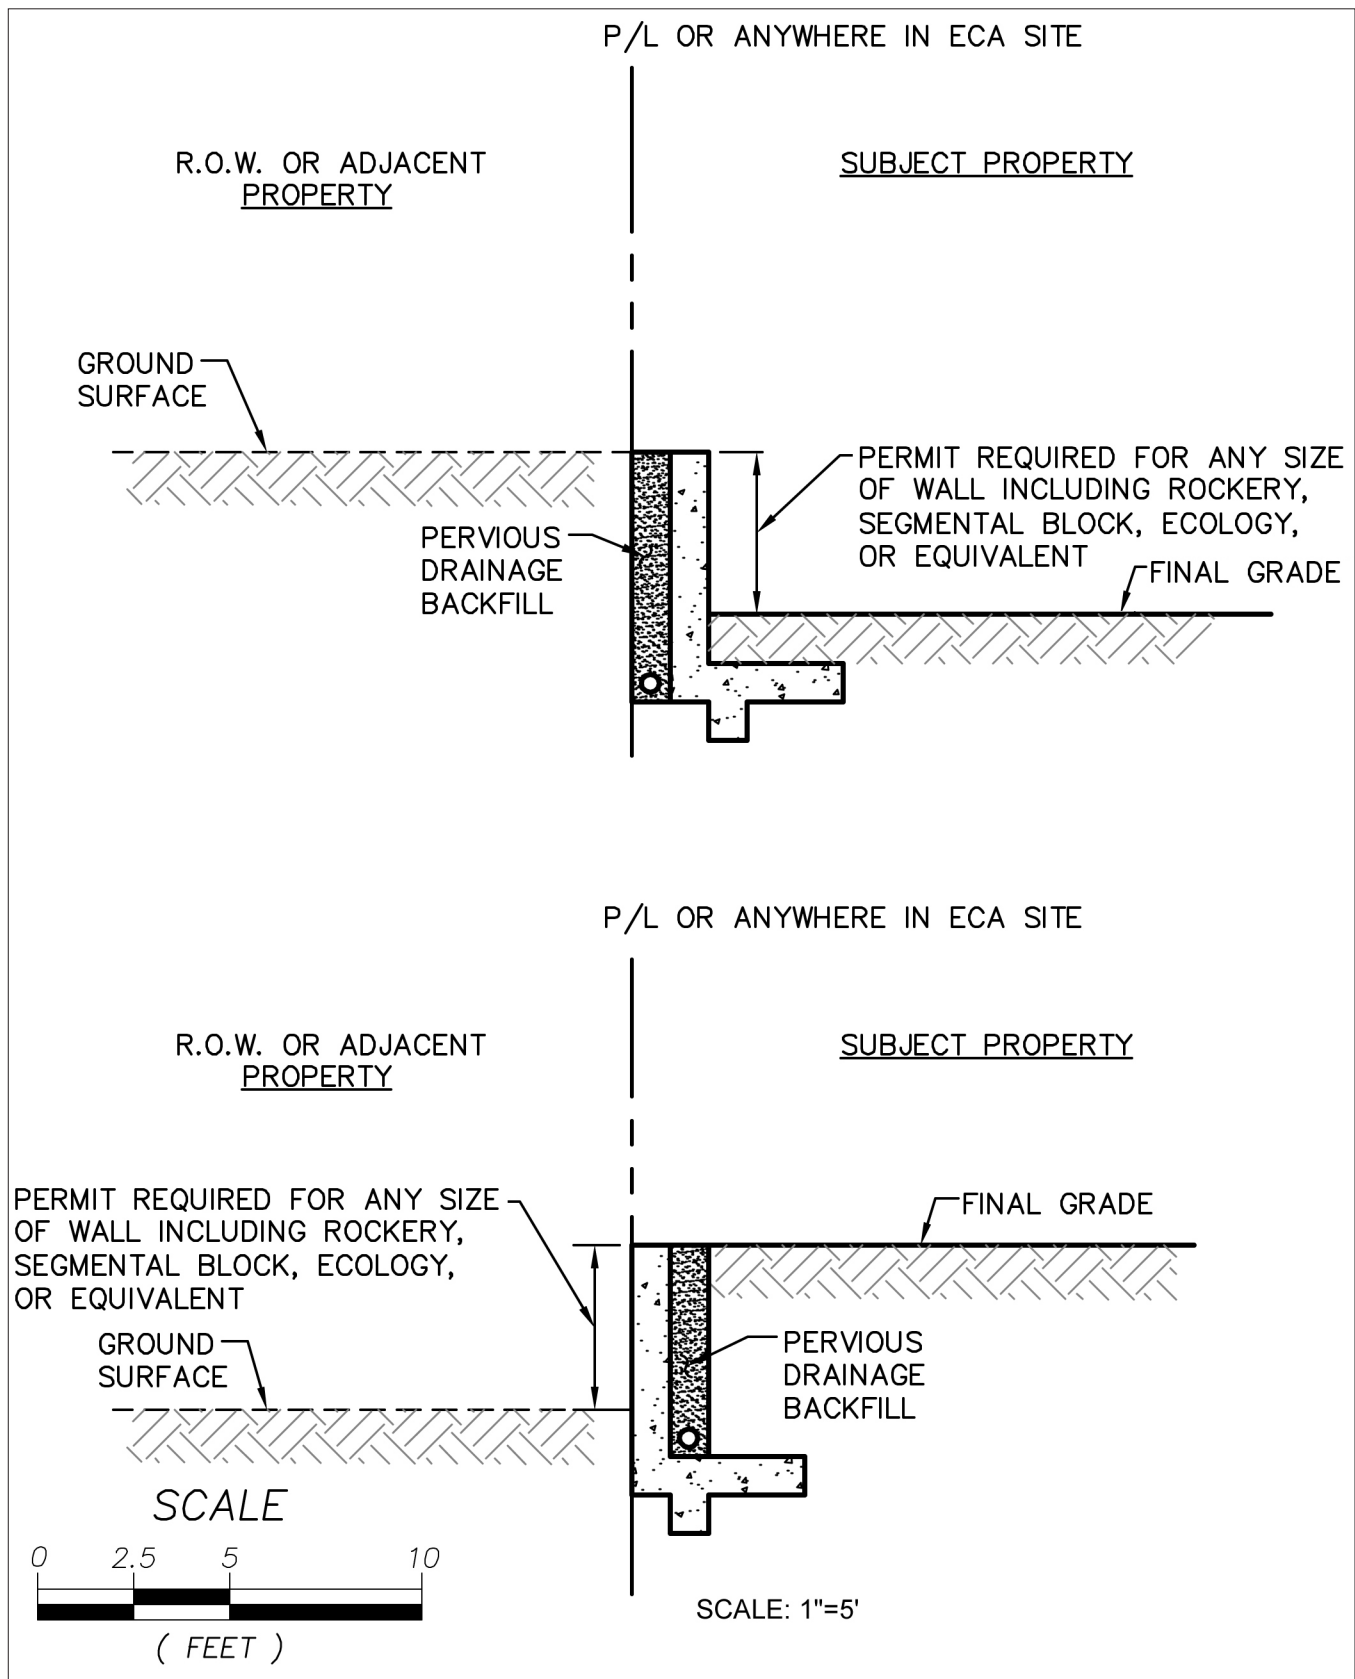 P/L OR ANYWHERE IN ECA SITE
R.O.W. OR ADJACENT
PROPERTY
SUBJECT PROPERTY
GROUND
SURFACE
PERMIT REQUIRED FOR ANY SIZE
OF WALL INCLUDING ROCKERY,
SEGMENTAL BLOCK, ECOLOGY,
OR EQUIVALENT
PERVIOUS
DRAINAGE
BACKFILL
FINAL GRADE
P/L OR ANYWHERE IN ECA SITE
R.O.W. OR ADJACENT
PROPERTY
SUBJECT PROPERTY
PERMIT REQUIRED FOR ANY SIZE
OF WALL INCLUDING ROCKERY,
SEGMENTAL BLOCK, ECOLOGY,
OR EQUIVALENT
FINAL GRADE
GROUND
SURFACE
PERVIOUS
DRAINAGE
BACKFILL
SCALE
0 2.5 5 10
( FEET )
SCALE: 1"=5'